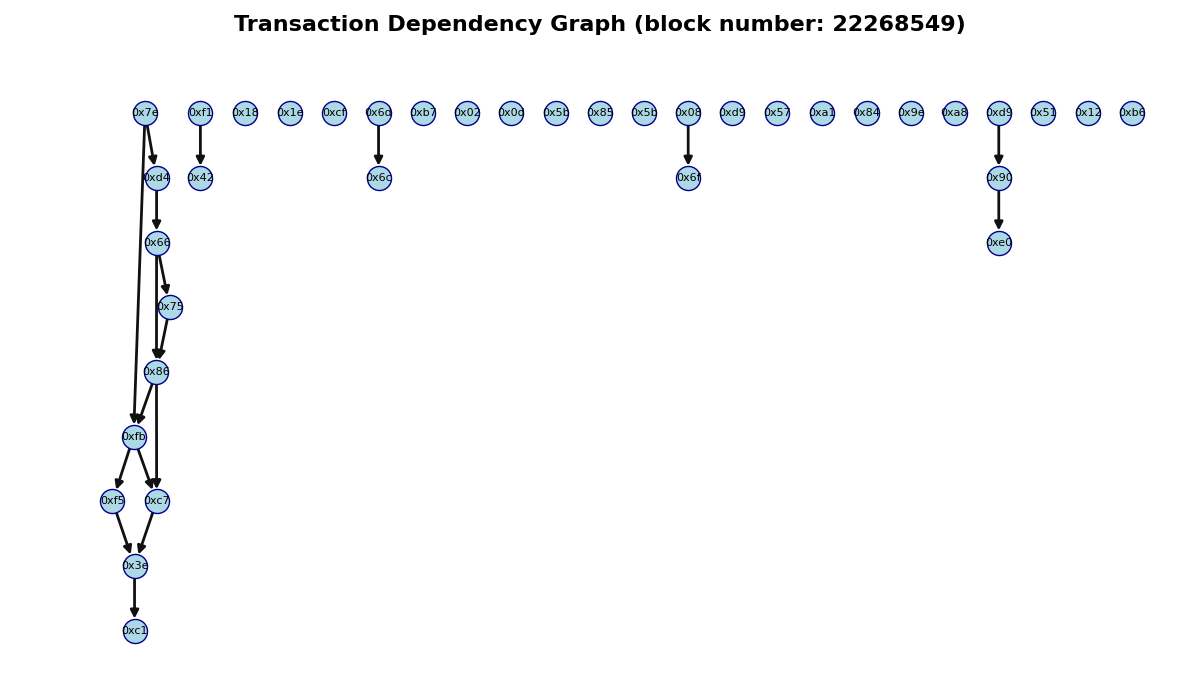 Transaction Dependency Graph (block number: 22268549)
0x7e 0xf1 0x18 0x1e 0xcf 0x6d 0xb7 0x02 0x0d 0x5b 0x85 0x5b 0x08 0xd9 0x57 0xa1 0x84 0x9e 0xa8 0xd9 0x51 0x12 0xb6
0xd4 0x42 0x6c 0x6f 0x90
0x66 0xe0
0x75
0x86
0xfb
0xf5 0xc7
0x3e
0xc1